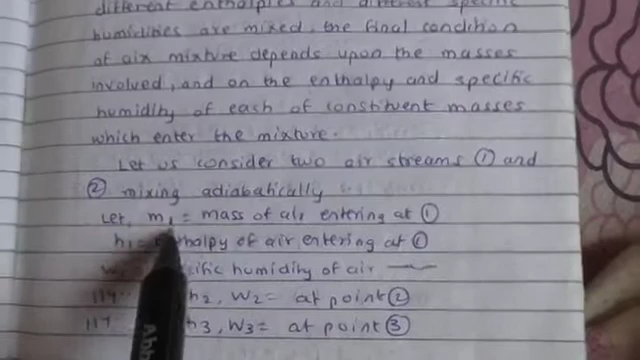 different enthalpies and different specific
humidities are mixed, the final condition
of aix mixture depends upon the masses
involved, and on the enthalpy and specific
humidity of each of constituent masses
which enter the mixture.
Let us consider two air streams ① and
② mixing adiabatically
Let, m1 = mass of air entering at ①
h1 = enthalpy of air entering at ①
humidity of air
h2, W2 = at point ②
h3, W3 = at point ③